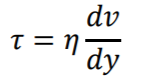 τ = η dv/dy